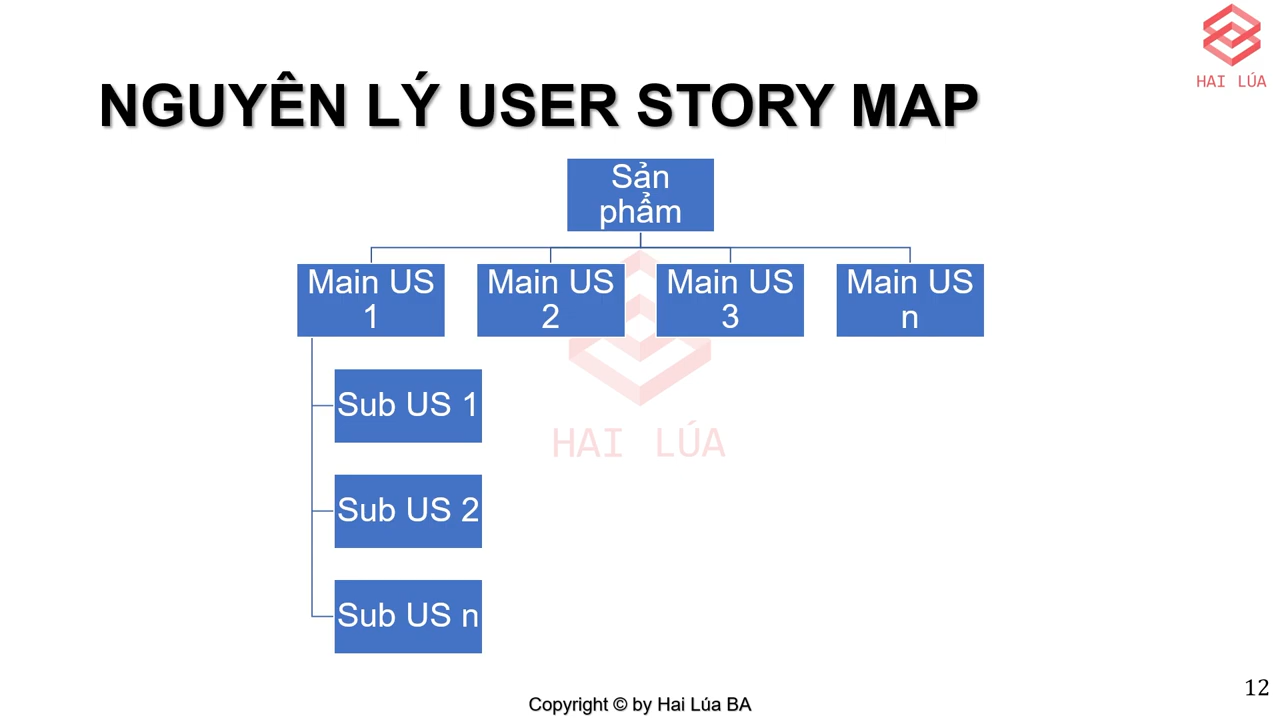 HAI LÚA
NGUYÊN LÝ USER STORY MAP
Sản
phẩm
Main US
1
Main US
2
Main US
3
Main US
n
Sub US 1
Sub US 2
Sub US n
HAI LÚA
Copyright © by Hai Lúa BA
12